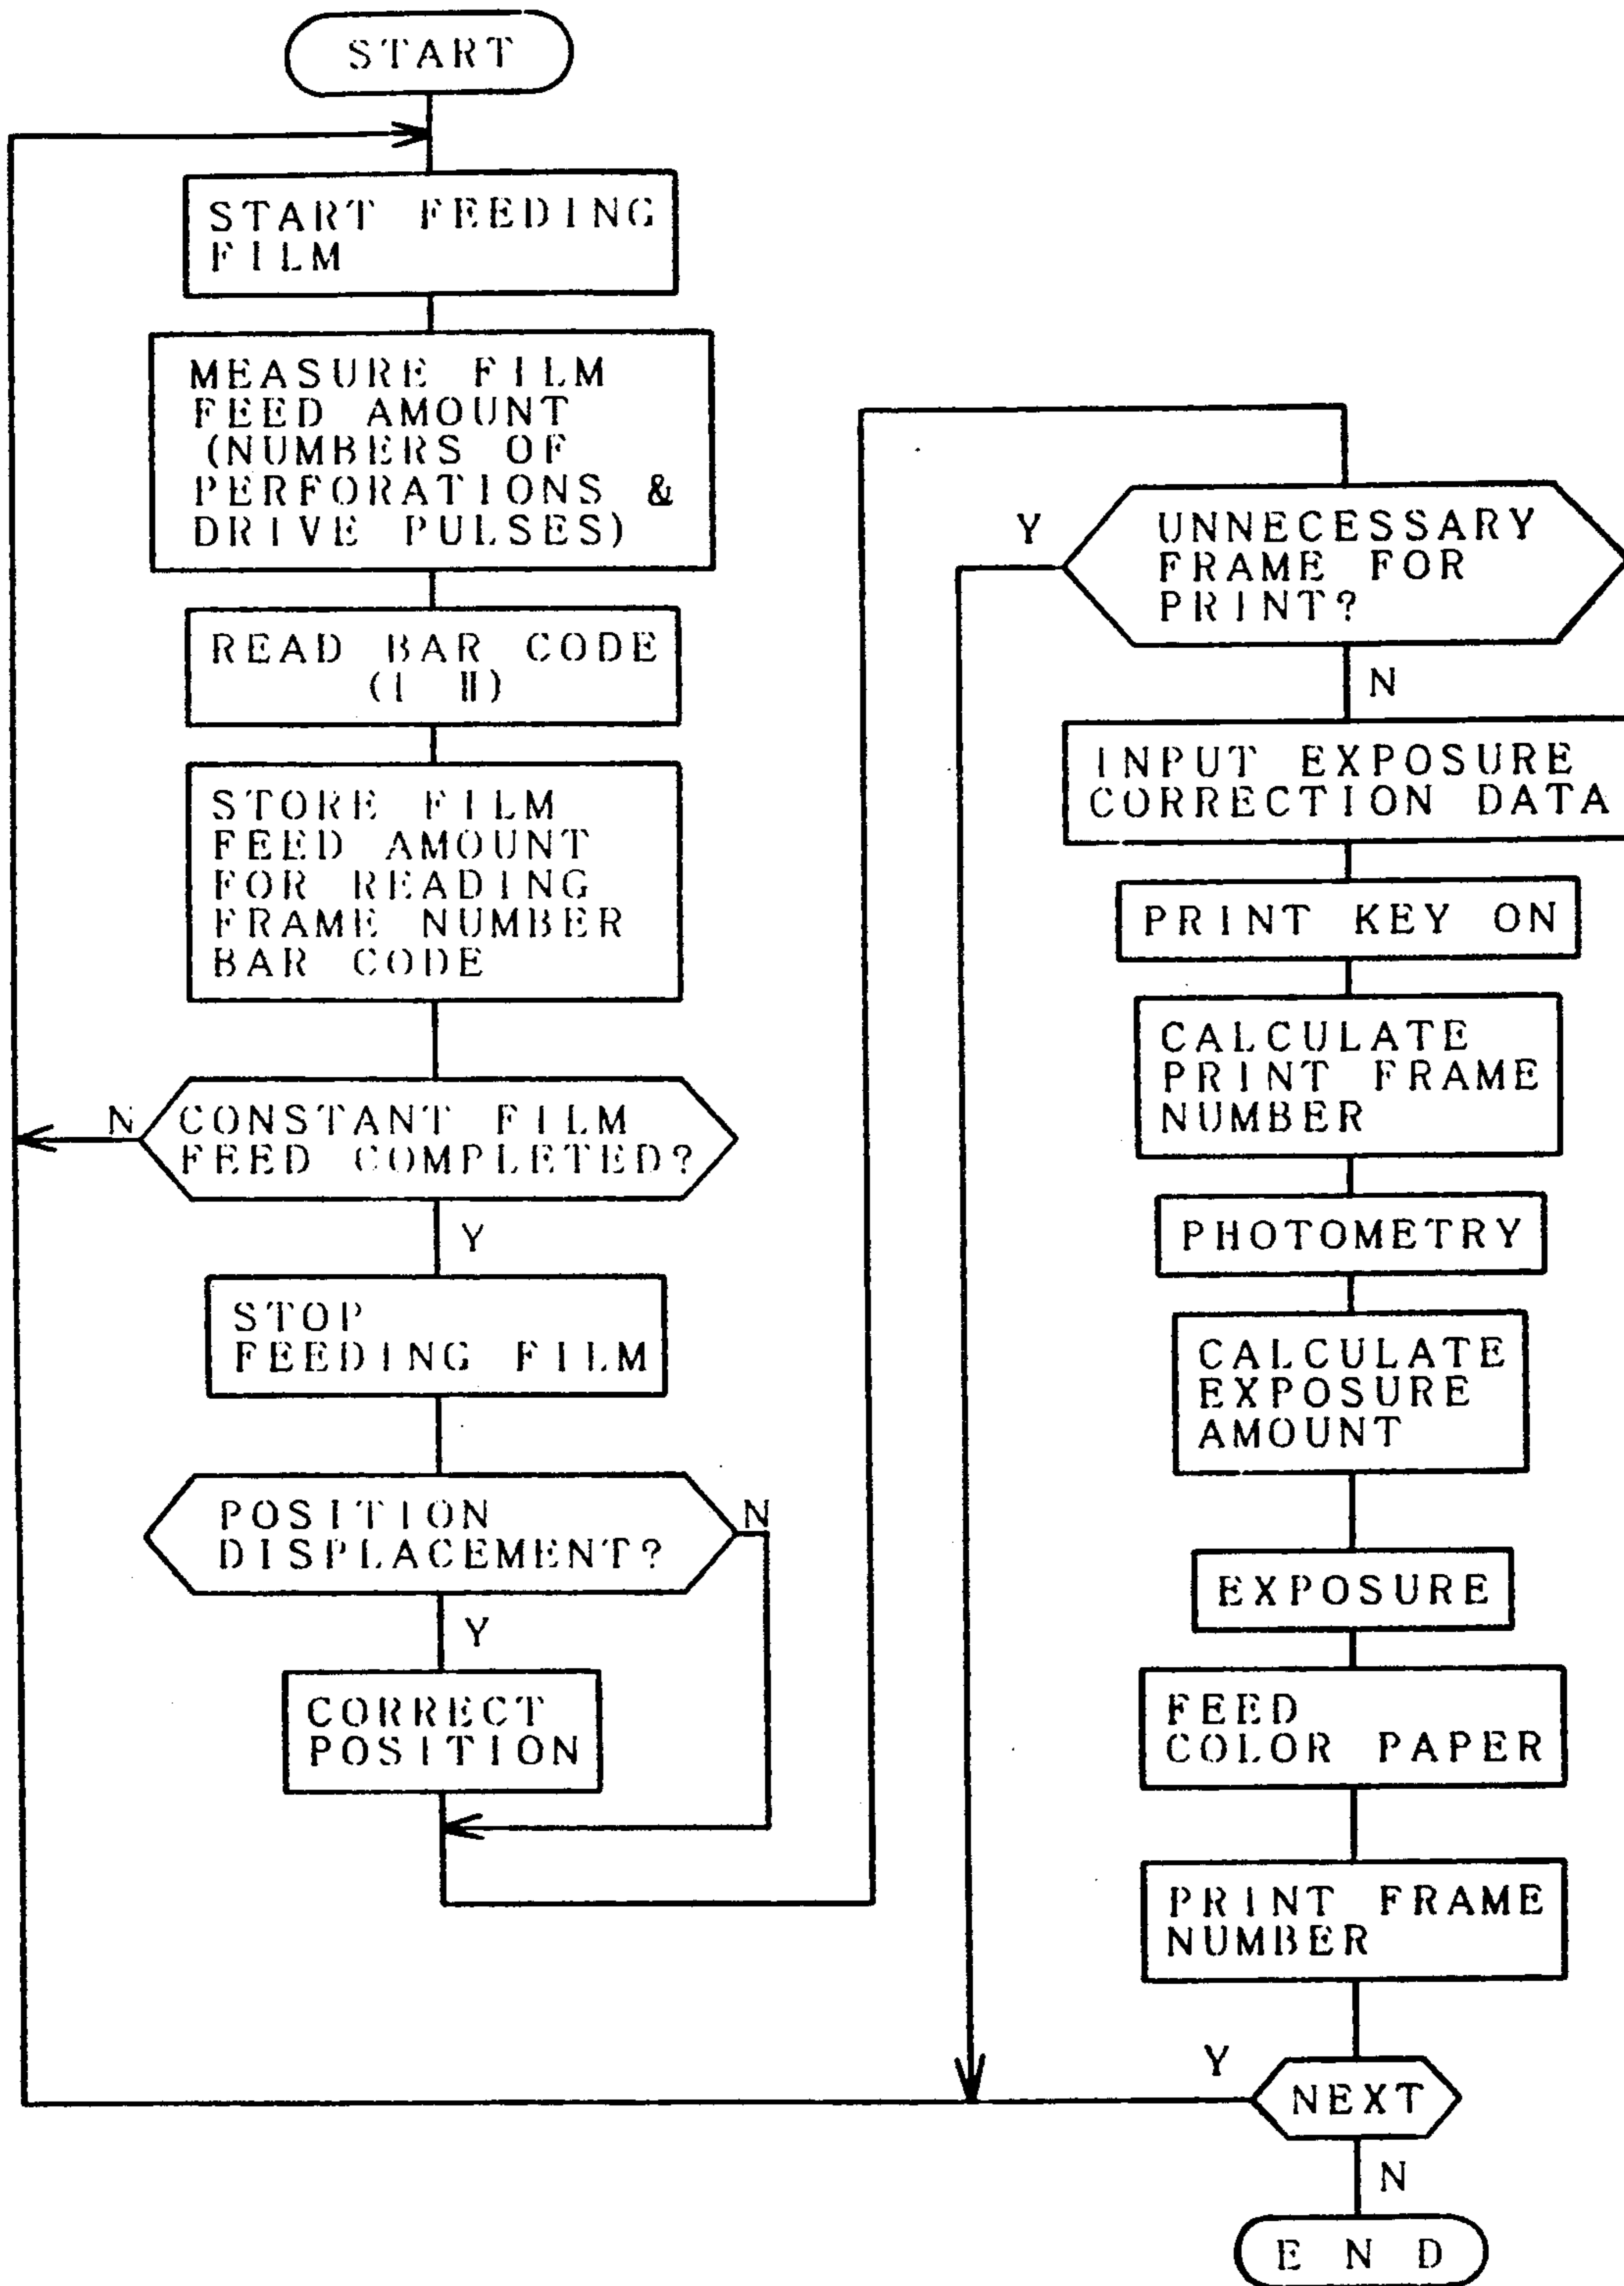 START
START FEEDING
FILM
MEASURE FILM
FEED AMOUNT
(NUMBERS OF
PERFORATIONS &
DRIVE PULSES)
READ BAR CODE
(I II)
STORE FILM
FEED AMOUNT
FOR READING
FRAME NUMBER
BAR CODE
N
CONSTANT FILM
FEED COMPLETED?
Y
STOP
FEEDING FILM
POSITION
DISPLACEMENT?
N
Y
CORRECT
POSITION
Y
UNNECESSARY
FRAME FOR
PRINT?
N
INPUT EXPOSURE
CORRECTION DATA
PRINT KEY ON
CALCULATE
PRINT FRAME
NUMBER
PHOTOMETRY
CALCULATE
EXPOSURE
AMOUNT
EXPOSURE
FEED
COLOR PAPER
PRINT FRAME
NUMBER
Y
NEXT
N
END